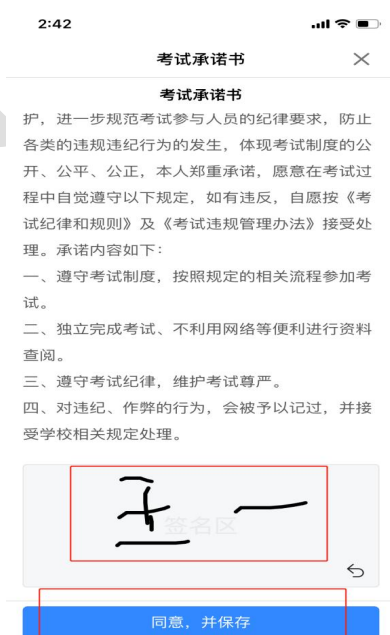 2:42
考试承诺书
考试承诺书
护，进一步规范考试参与人员的纪律要求，防止
各类的违规违纪行为的发生，体现考试制度的公
开、公平、公正，本人郑重承诺，愿意在考试过
程中自觉遵守以下规定，如有违反，自愿按《考
试纪律和规则》及《考试违规管理办法》接受处
理。承诺内容如下：
一、遵守考试制度，按照规定的相关流程参加考
试。
二、独立完成考试、不利用网络等便利进行资料
查阅。
三、遵守考试纪律，维护考试尊严。
四、对违纪、作弊的行为，会被予以记过，并接
受学校相关规定处理。
签名区
同意，并保存